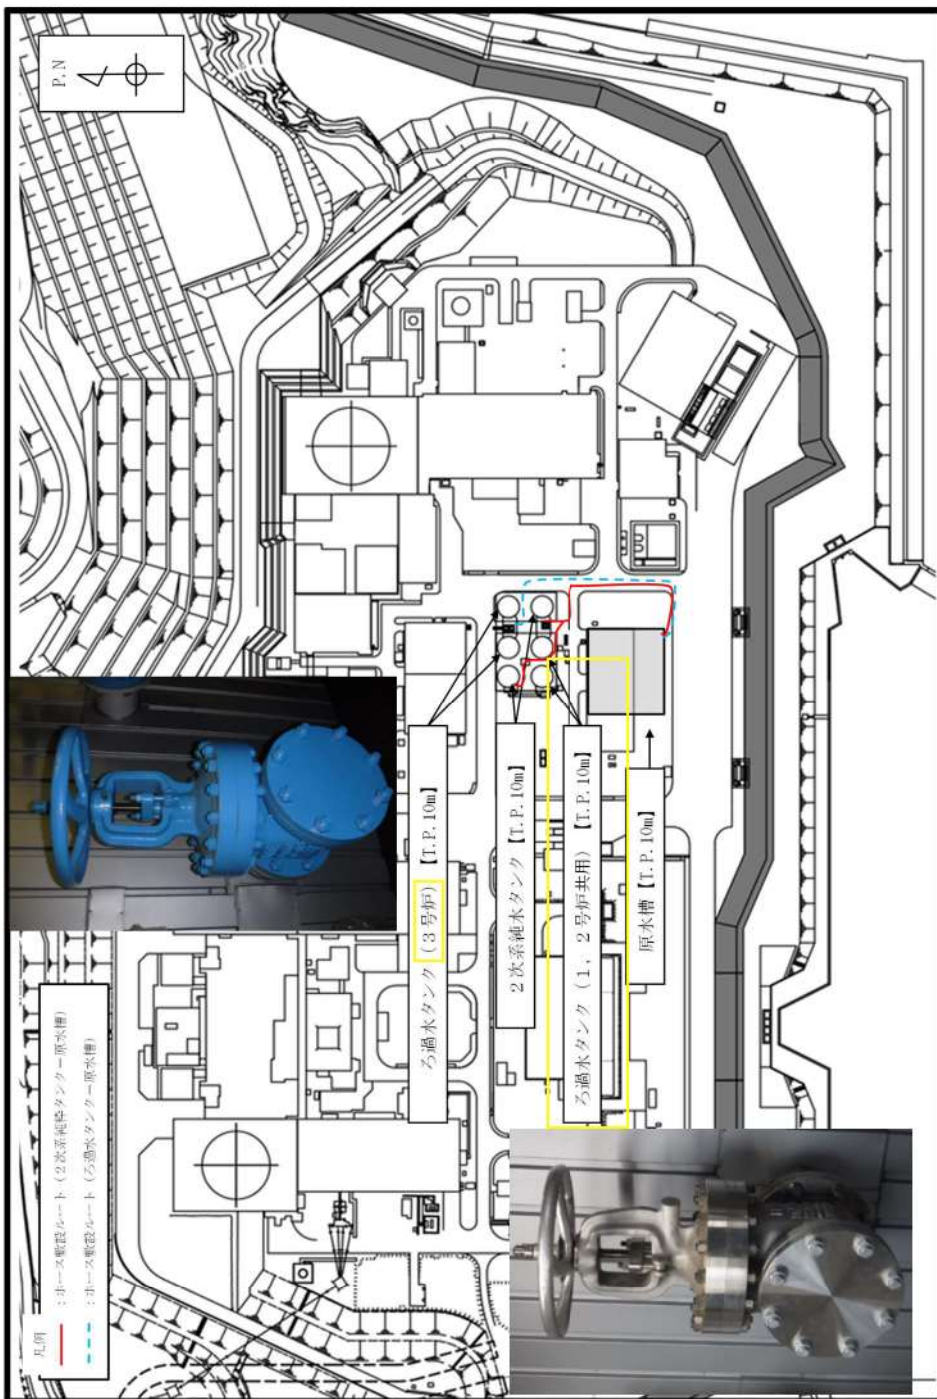 P.N
凡例
：ホース敷設ルート（2次系純粋タンクー原水槽）
：ホース敷設ルート（ろ過水タンクー原水槽）
ろ過水タンク（3号炉）【T.P.10m】
2次系純水タンク【T.P.10m】
ろ過水タンク（1，2号炉共用）【T.P.10m】
原水槽【T.P.10m】